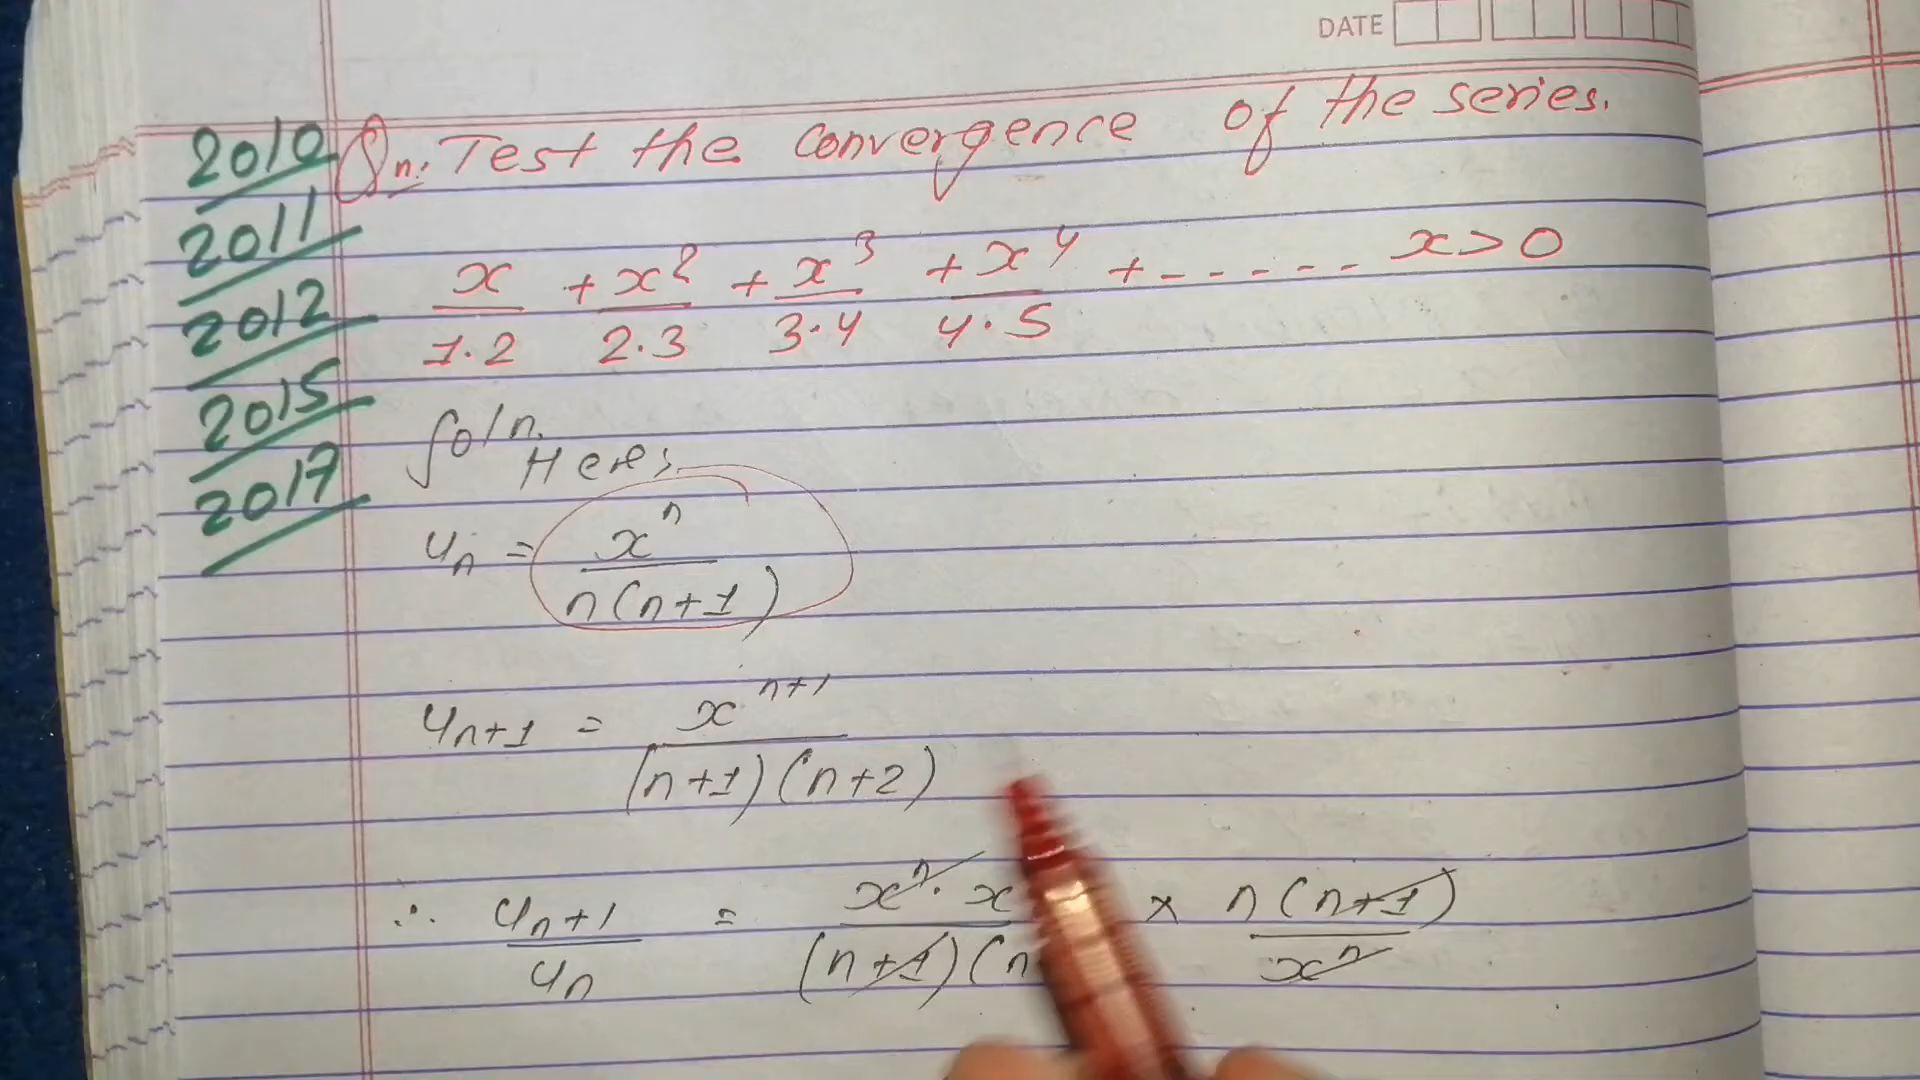 DATE
2010
2011
2012
2015
2017
Qn: Test the convergence of the series.
x/1.2 + x²/2.3 + x³/3.4 + x⁴/4.5 + ----- x>0
Soln.
Here,
uₙ = xⁿ/n(n+1)
uₙ₊₁ = xⁿ⁺¹/(n+1)(n+2)
∴ uₙ₊₁/uₙ = xⁿ. x/(n+1)(n × n(n+1)/xⁿ